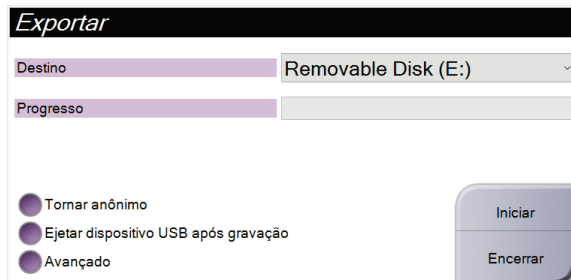 Exportar
Destino Removable Disk (E:)
Progresso
Tornar anônimo
Iniciar
Ejetar dispositivo USB após gravação
Avançado
Encerrar